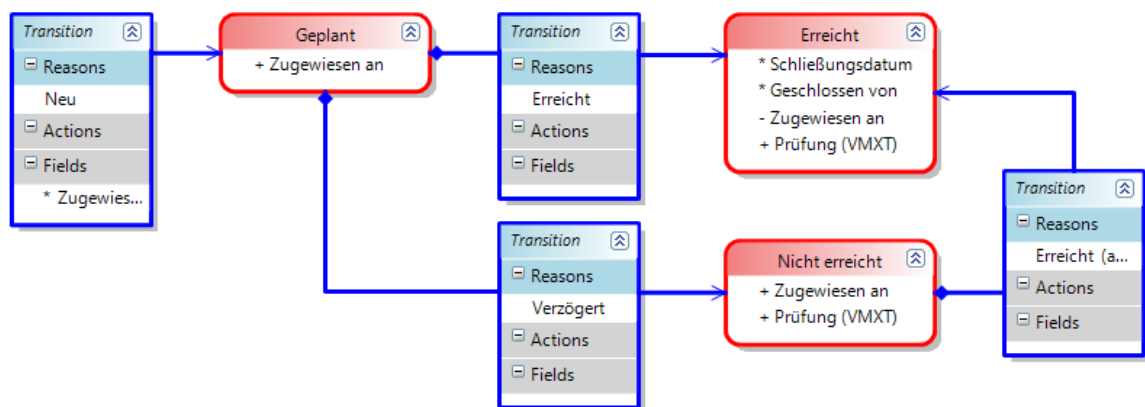 Transition
Reasons
Neu
Actions
Fields
* Zugewies...
Geplant
+ Zugewiesen an
Transition
Reasons
Erreicht
Actions
Fields
Erreicht
* Schließungsdatum
* Geschlossen von
- Zugewiesen an
+ Prüfung (VMXT)
Transition
Reasons
Verzögert
Actions
Fields
Nicht erreicht
+ Zugewiesen an
+ Prüfung (VMXT)
Transition
Reasons
Erreicht (a...
Actions
Fields